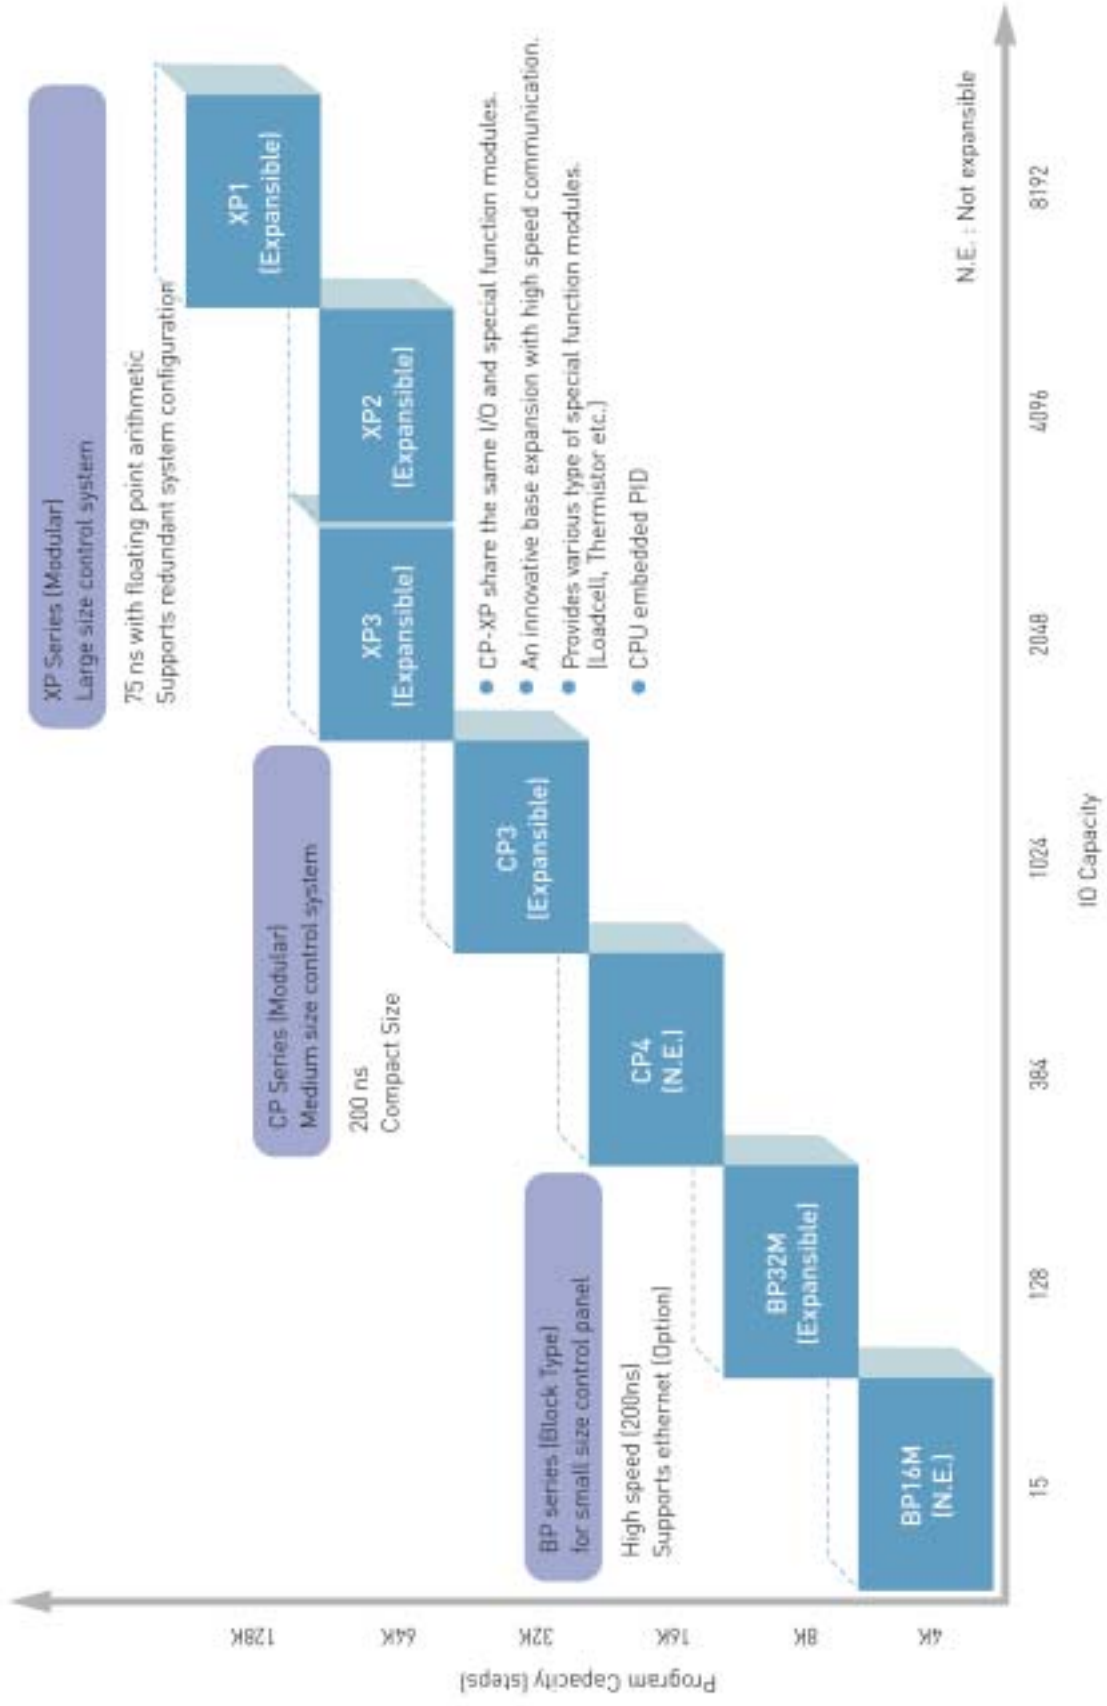 XP Series (Modular)
Large size control system
75 ns with floating point arithmetic
Supports redundant system configuration
CP Series (Modular)
Medium size control system
200 ns
Compact Size
BP series (Block Type)
for small size control panel
High speed (200ns)
Supports ethernet (Option)
XP1
(Expansible)
XP2
(Expansible)
XP3
(Expansible)
CP3
(Expansible)
CP4
(N.E.)
BP32M
(Expansible)
BP16M
(N.E.)
● CP-XP share the same I/O and special function modules.
● An innovative base expansion with high speed communication.
● Provides various type of special function modules.
(Loadcell, Thermistor etc.)
● CPU embedded PID
N.E. : Not expansible
Program Capacity (steps)
128K
64K
32K
16K
8K
4K
15
128
384
1024
2048
4096
8192
IO Capacity